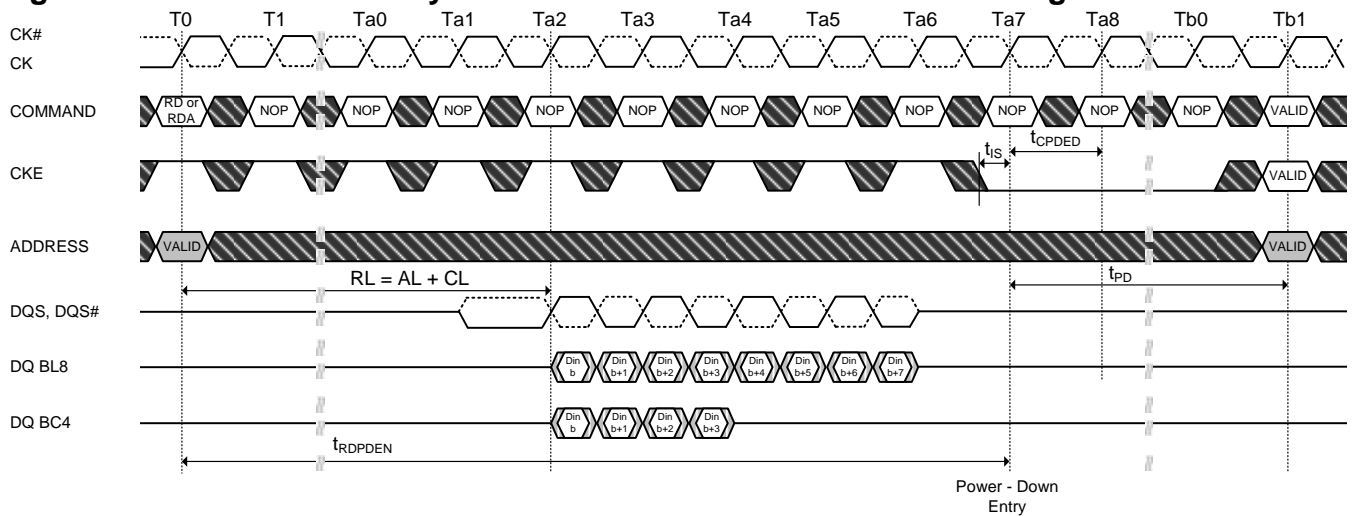 T0 T1 Ta0 Ta1 Ta2 Ta3 Ta4 Ta5 Ta6 Ta7 Ta8 Tb0 Tb1
CK#
CK
COMMAND RD or RDA NOP NOP NOP NOP NOP NOP NOP NOP NOP NOP NOP VALID
tIS tCPDED
CKE VALID
ADDRESS VALID VALID
RL = AL + CL tPD
DQS, DQS#
DQ BL8 Din b Din b+1 Din b+2 Din b+3 Din b+4 Din b+5 Din b+6 Din b+7
DQ BC4 Din b Din b+1 Din b+2 Din b+3
tRDPDEN
Power - Down
Entry